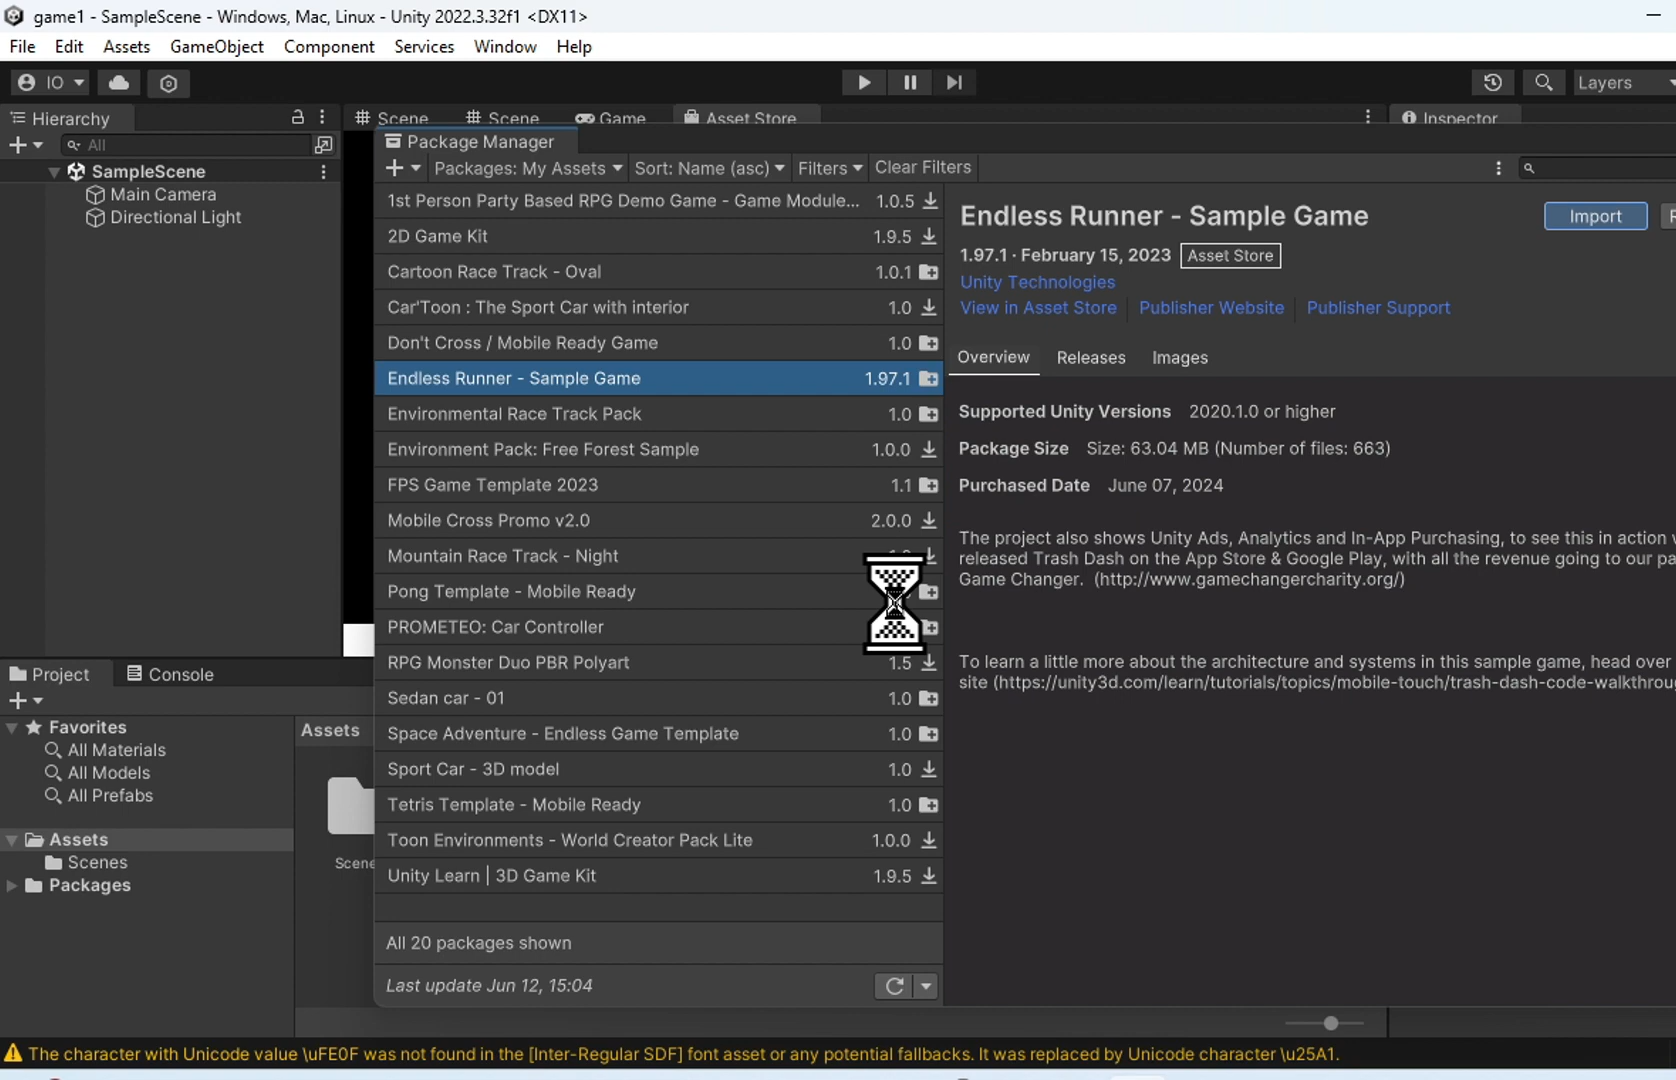 game1 - SampleScene - Windows, Mac, Linux - Unity 2022.3.32f1 <DX11>
File Edit Assets GameObject Component Services Window Help
IO
Layers
Hierarchy
Scene
Scene
Game
Asset Store
Inspector
All
SampleScene
Main Camera
Directional Light
Package Manager
Packages: My Assets
Sort: Name (asc)
Filters
Clear Filters
1st Person Party Based RPG Demo Game - Game Module... 1.0.5
2D Game Kit 1.9.5
Cartoon Race Track - Oval 1.0.1
Car'Toon : The Sport Car with interior 1.0
Don't Cross / Mobile Ready Game 1.0
Endless Runner - Sample Game 1.97.1
Environmental Race Track Pack 1.0
Environment Pack: Free Forest Sample 1.0.0
FPS Game Template 2023 1.1
Mobile Cross Promo v2.0 2.0.0
Mountain Race Track - Night
Pong Template - Mobile Ready
PROMETEO: Car Controller
RPG Monster Duo PBR Polyart 1.5
Sedan car - 01 1.0
Space Adventure - Endless Game Template 1.0
Sport Car - 3D model 1.0
Tetris Template - Mobile Ready 1.0
Toon Environments - World Creator Pack Lite 1.0.0
Unity Learn | 3D Game Kit 1.9.5
All 20 packages shown
Last update Jun 12, 15:04
Endless Runner - Sample Game
Import
1.97.1 · February 15, 2023 Asset Store
Unity Technologies
View in Asset Store Publisher Website Publisher Support
Overview Releases Images
Supported Unity Versions 2020.1.0 or higher
Package Size Size: 63.04 MB (Number of files: 663)
Purchased Date June 07, 2024
The project also shows Unity Ads, Analytics and In-App Purchasing, to see this in action
released Trash Dash on the App Store & Google Play, with all the revenue going to our pa
Game Changer. (http://www.gamechangercharity.org/)
To learn a little more about the architecture and systems in this sample game, head over
site (https://unity3d.com/learn/tutorials/topics/mobile-touch/trash-dash-code-walkthrou
Project
Console
Favorites
All Materials
All Models
All Prefabs
Assets
Scenes
Packages
Assets
Scene
The character with Unicode value \uFE0F was not found in the [Inter-Regular SDF] font asset or any potential fallbacks. It was replaced by Unicode character \u25A1.